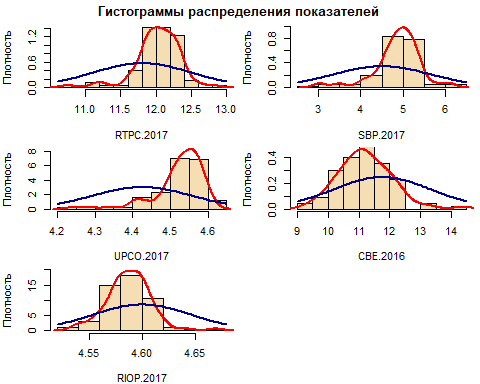 Гистограммы распределения показателей
Плотность
0.0 0.4 0.8 1.2
11.0 11.5 12.0 12.5 13.0
RTPC.2017
Плотность
0.0 0.4 0.8
3 4 5 6
SBP.2017
Плотность
0 2 4 6 8
4.2 4.3 4.4 4.5 4.6
UPCO.2017
Плотность
0.0 0.2 0.4
9 10 11 12 13 14
CBE.2016
Плотность
0 5 15
4.55 4.60 4.65
RIOP.2017